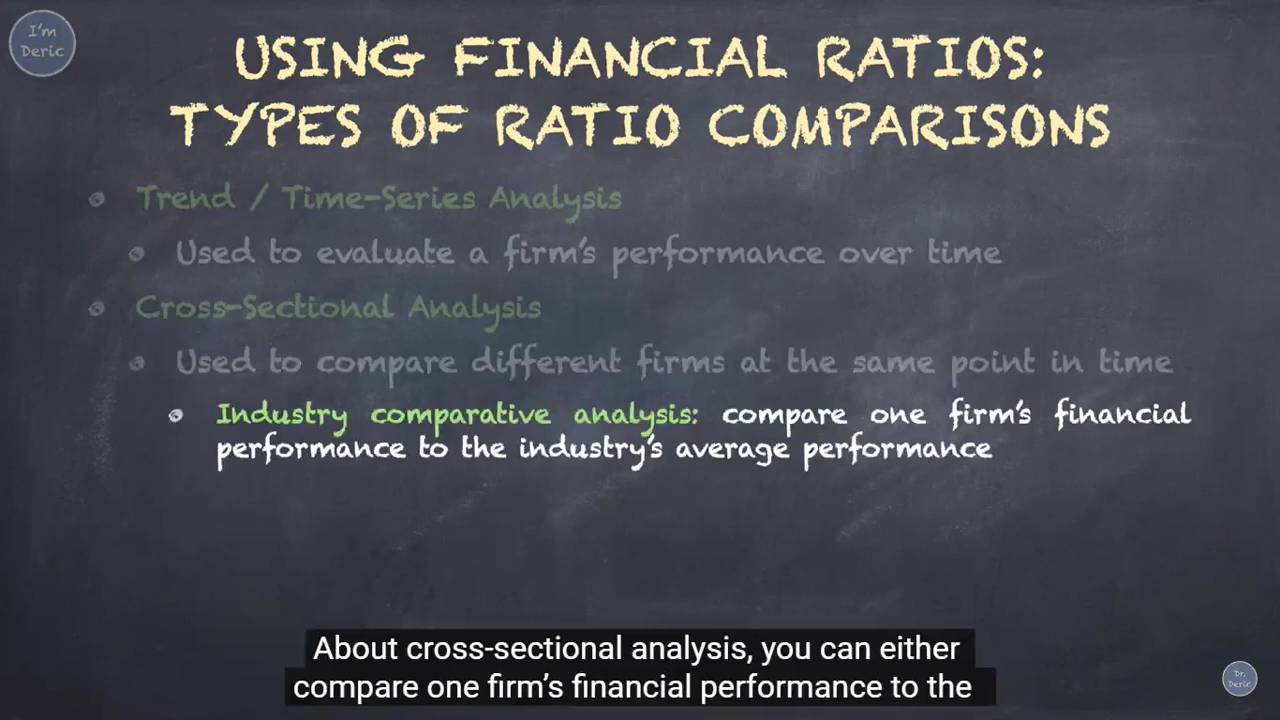 I'm
Deric
USING FINANCIAL RATIOS:
TYPES OF RATIO COMPARISONS
Trend / Time-Series Analysis
Used to evaluate a firm's performance over time
Cross-Sectional Analysis
Used to compare different firms at the same point in time
Industry comparative analysis: compare one firm's financial
performance to the industry's average performance
About cross-sectional analysis, you can either
compare one firm's financial performance to the
Dr.
Deric